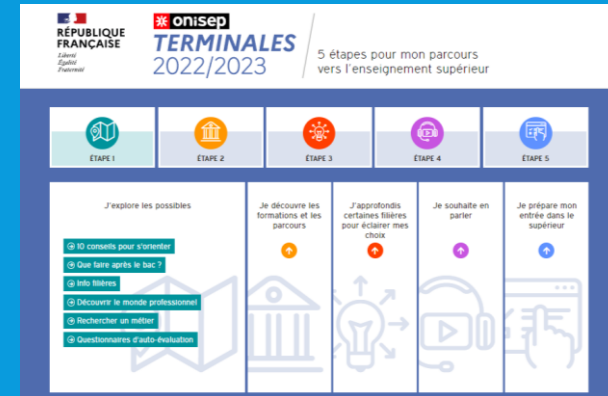 RÉPUBLIQUE
FRANÇAISE
Liberté
Égalité
Fraternité
onisep
TERMINALES
2022/2023
5 étapes pour mon parcours
vers l'enseignement supérieur
ÉTAPE 1
ÉTAPE 2
ÉTAPE 3
ÉTAPE 4
ÉTAPE 5
J'explore les possibles
10 conseils pour s'orienter
Que faire après le bac ?
Info filières
Découvrir le monde professionnel
Rechercher un métier
Questionnaires d'auto-évaluation
Je découvre les
formations et les
parcours
J'approfondis
certaines filières
pour éclairer mes
choix
Je souhaite en
parler
Je prépare mon
entrée dans le
supérieur